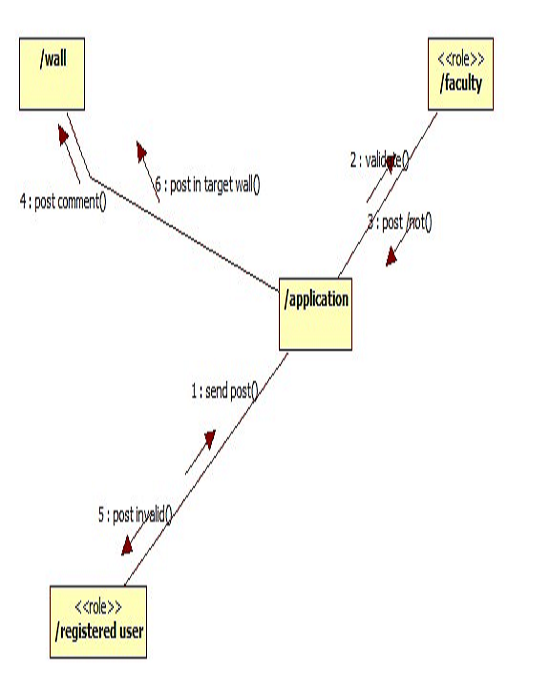 /wall
<<role>>
/faculty
2 : validate()
6 : post in target wall()
4 : post comment()
3 : post /not()
/application
1 : send post()
5 : post invalid()
<<role>>
/registered user